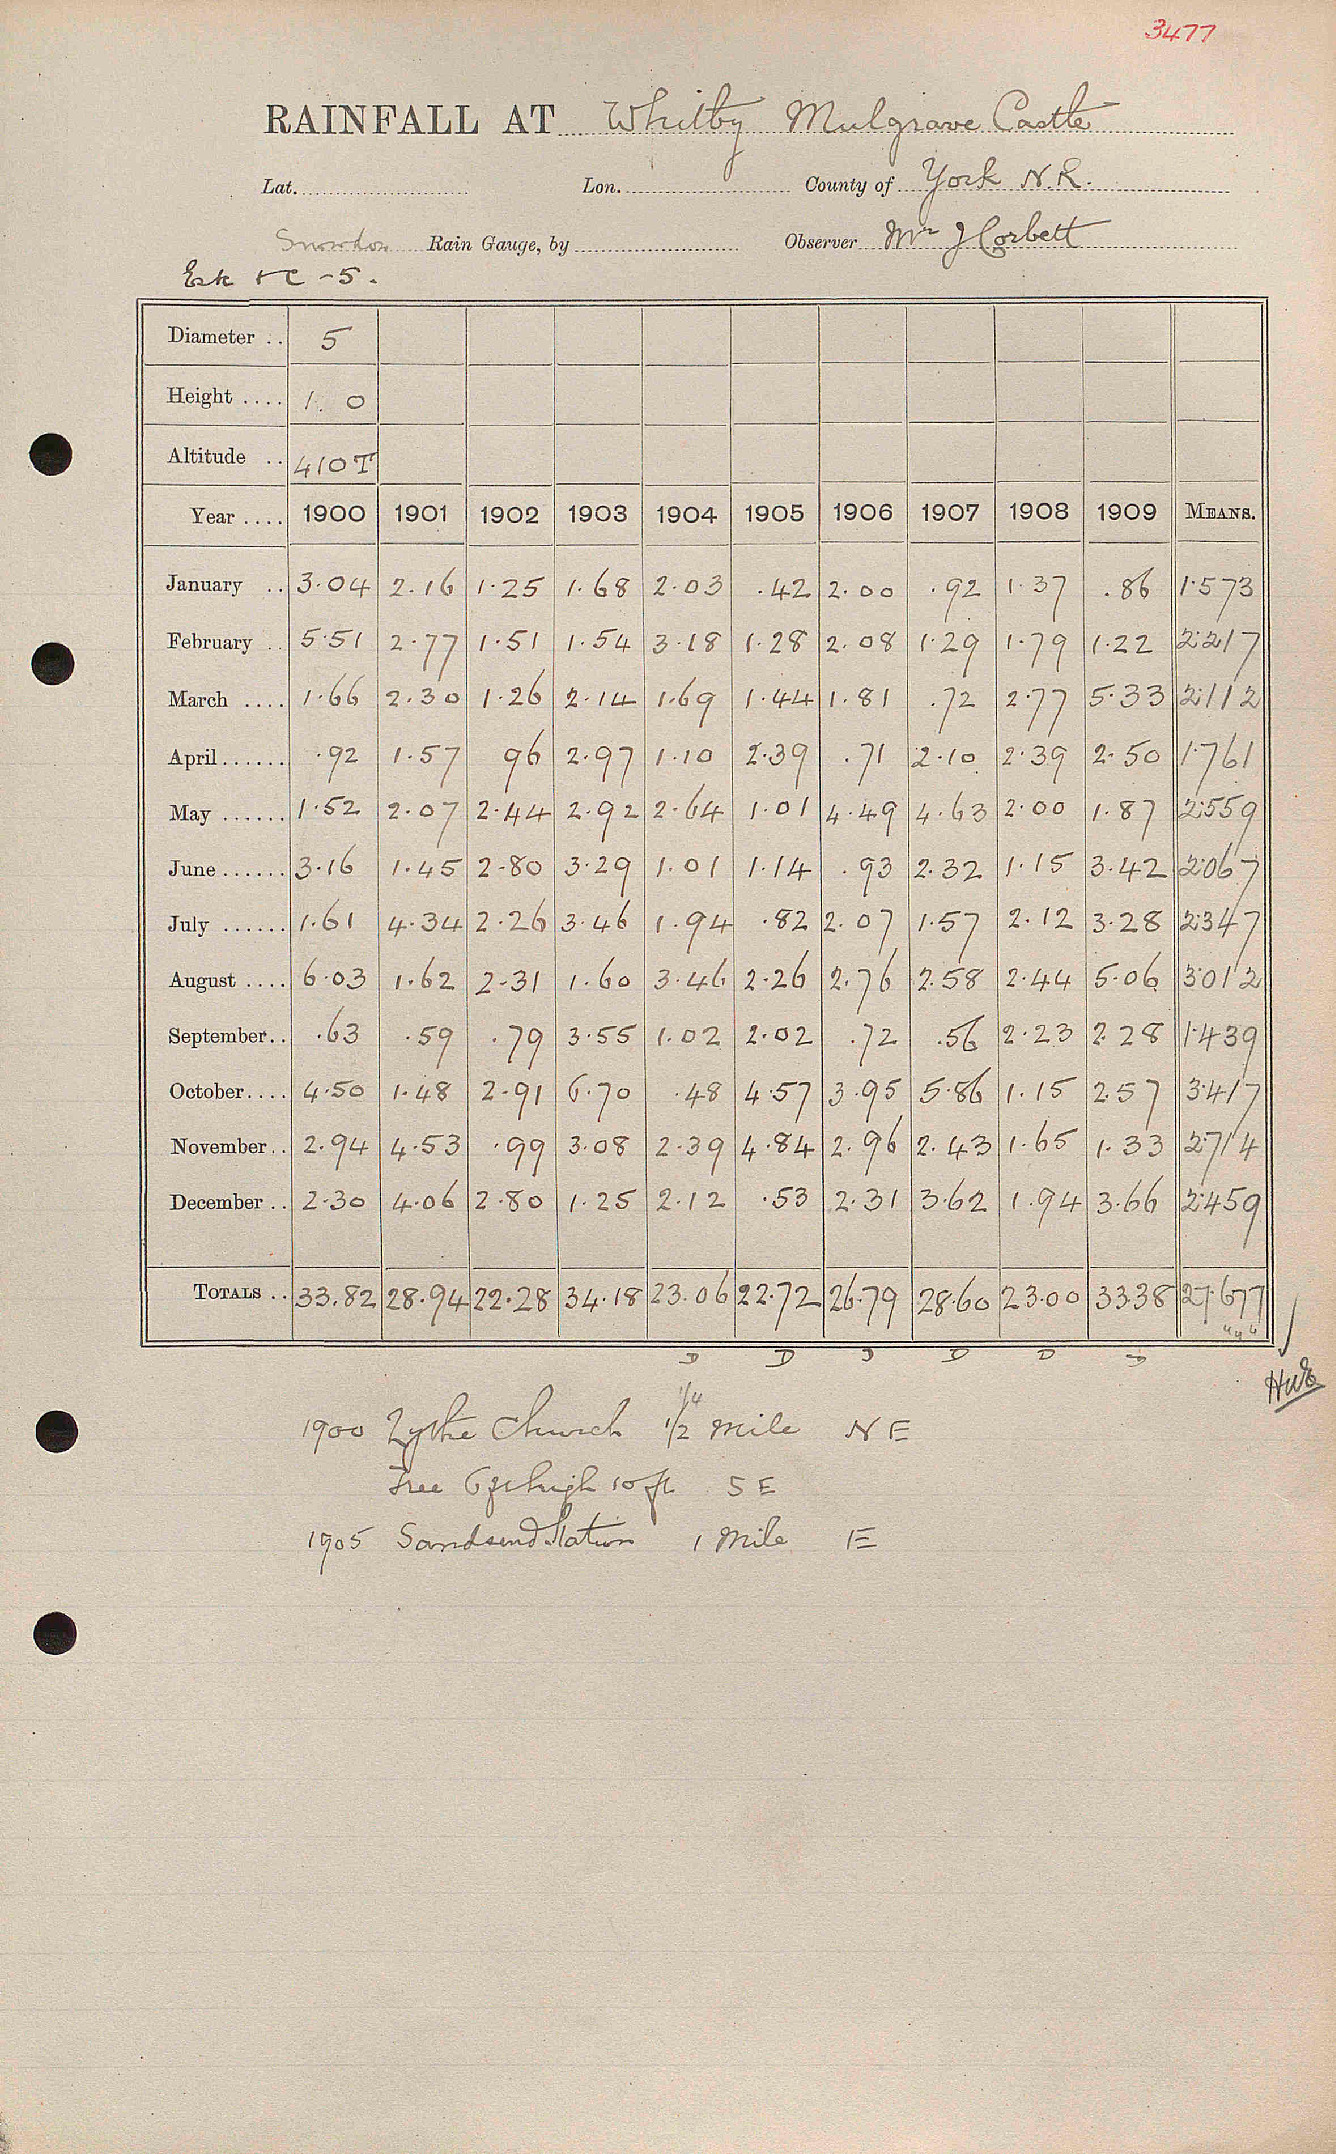 3477
RAINFALL AT Whitby Mulgrave Castle
Lat. Lon. County of York N.R.
Snowdon Rain Gauge, by Observer Mr J Corbett
Esk &c -5.
Diameter .. 5
Height .... 1. 0
Altitude .. 410T
Year .... 1900 1901 1902 1903 1904 1905 1906 1907 1908 1909 MEANS.
January .. 3.04 2.16 1.25 1.68 2.03 .42 2.00 .92 1.37 .86 1.573
February .. 5.51 2.77 1.51 1.54 3.18 1.28 2.08 1.29 1.79 1.22 2.217
March .... 1.66 2.30 1.26 2.14 1.69 1.44 1.81 .72 2.77 5.33 2.112
April...... .92 1.57 96 2.97 1.10 2.39 .71 2.10 2.39 2.50 1.761
May ...... 1.52 2.07 2.44 2.92 2.64 1.01 4.49 4.63 2.00 1.87 2.559
June...... 3.16 1.45 2.80 3.29 1.01 1.14 .93 2.32 1.15 3.42 2.067
July ...... 1.61 4.34 2.26 3.46 1.94 .82 2.07 1.57 2.12 3.28 2.347
August .... 6.03 1.62 2.31 1.60 3.46 2.26 2.76 2.58 2.44 5.06 3.012
September.. .63 .59 .79 3.55 1.02 2.02 .72 .56 2.23 2.28 1.439
October.... 4.50 1.48 2.91 6.70 .48 4.57 3.95 5.86 1.15 2.57 3.417
November.. 2.94 4.53 .99 3.08 2.39 4.84 2.96 2.43 1.65 1.33 2.714
December .. 2.30 4.06 2.80 1.25 2.12 .53 2.31 3.62 1.94 3.66 2.459
TOTALS .. 33.82 28.94 22.28 34.18 23.06 22.72 26.79 28.60 23.00 33.38 27.677
D D D D D D
1/4
1900 Lythe Church 1/2 mile N E
Tree 6ft high 10 ft S E
1905 Sandsend Station 1 Mile E